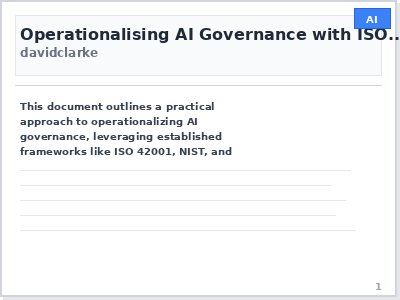 Operationalising AI Governance with ISO...
AI
davidclarke
This document outlines a practical
approach to operationalizing AI
governance, leveraging established
frameworks like ISO 42001, NIST, and
1